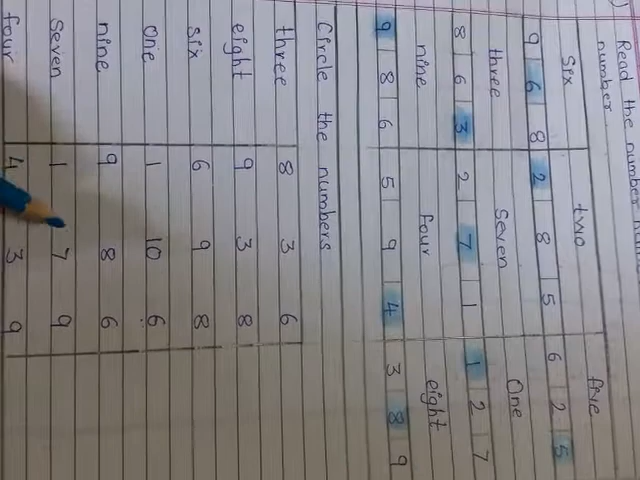 Read the number
number
Six two five
9 6 8 2 8 5 6 2 5
three Seven One
8 6 3 2 7 1 1 2 7
nine four eight
9 8 6 5 9 4 3 8 9
Circle the numbers
three 8 3 6
eight 9 3 8
Six 6 9 8
One 1 10 6
nine 9 8 6
Seven 1 7 9
four 4 3 9